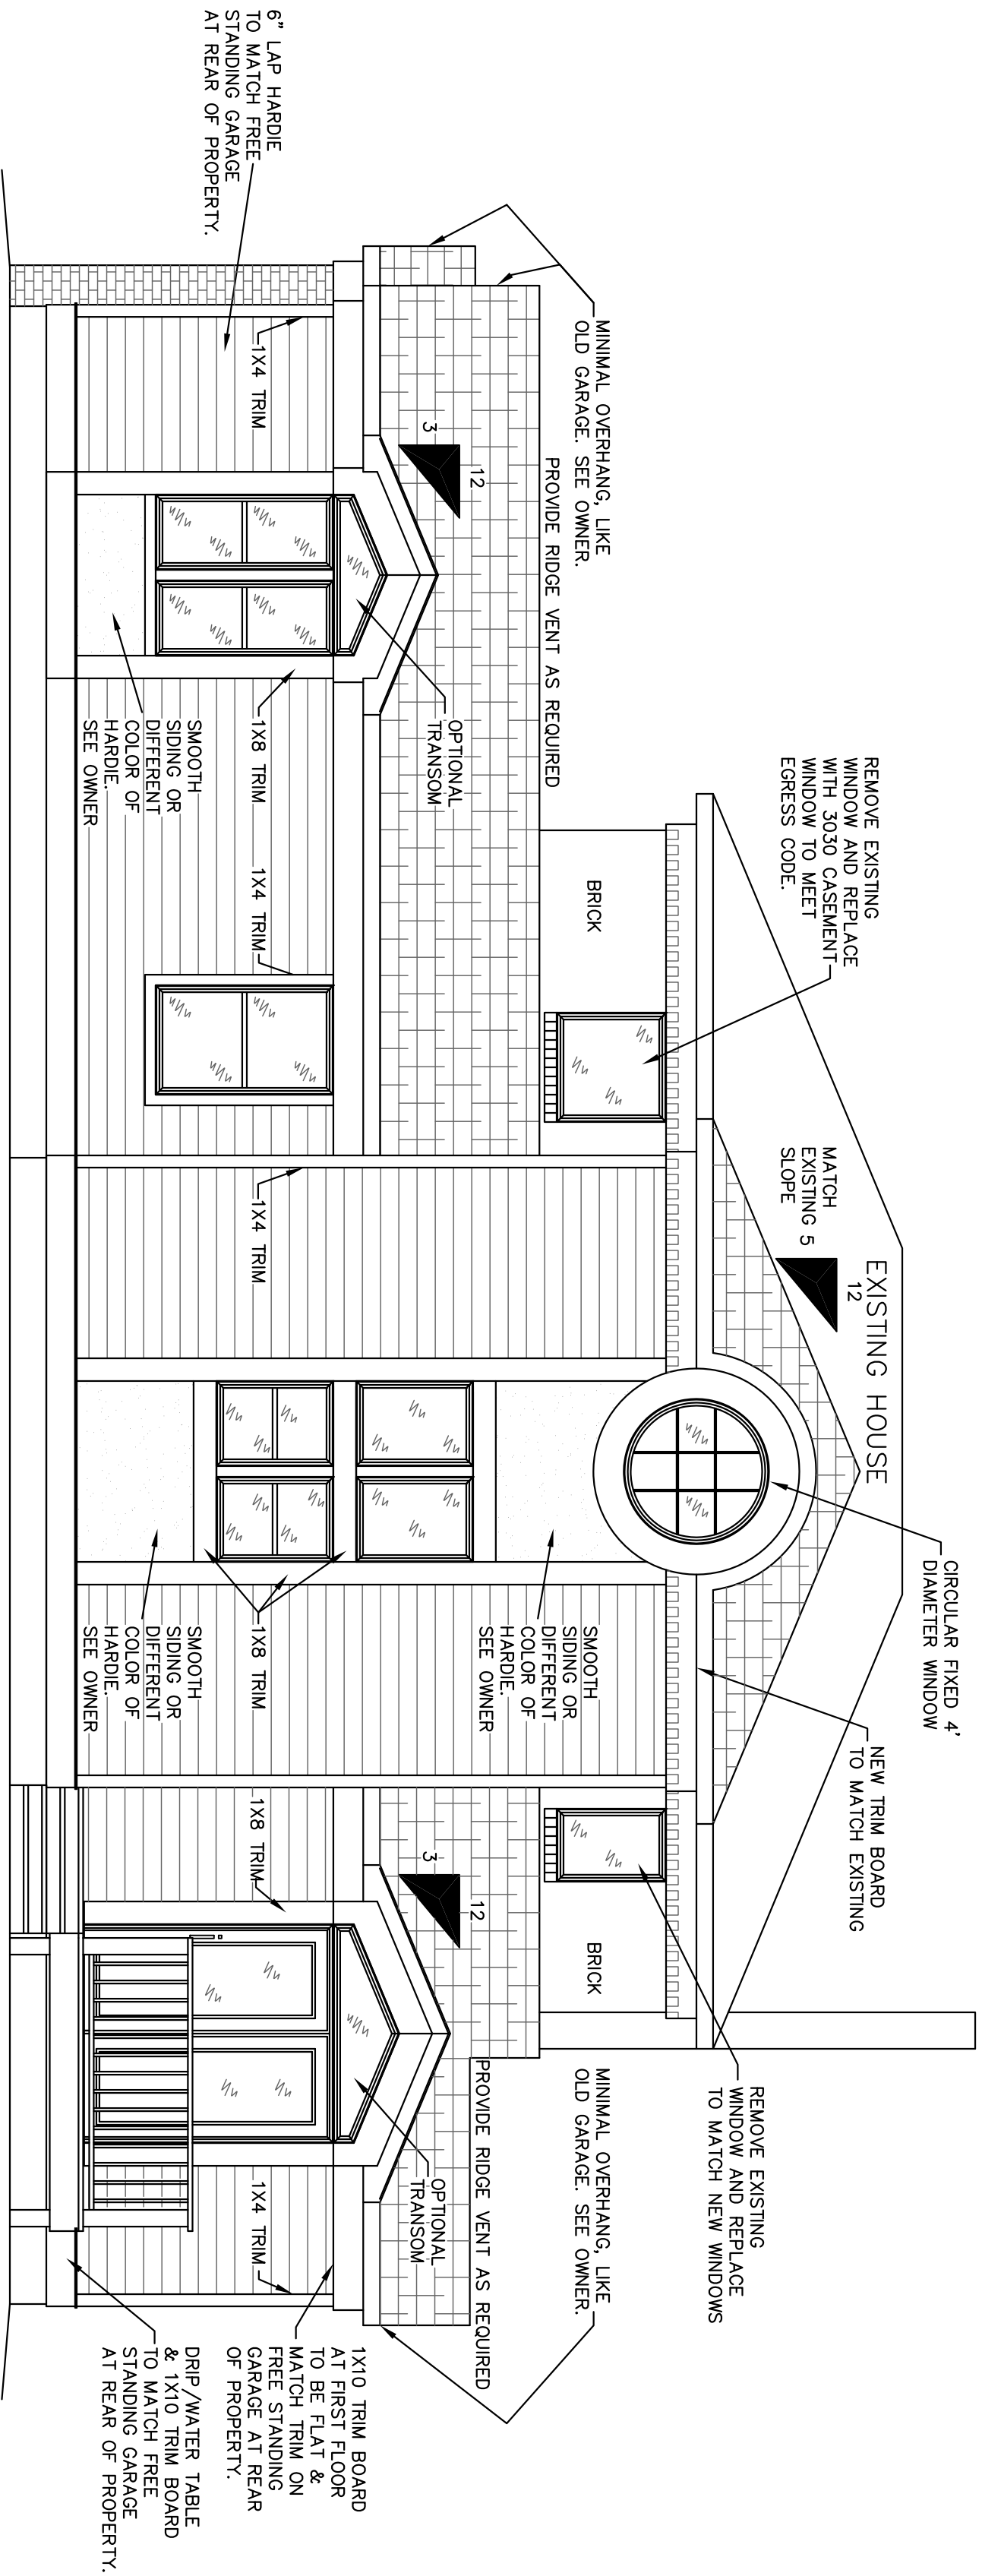 6" LAP HARDIE
TO MATCH FREE
STANDING GARAGE
AT REAR OF PROPERTY.
MINIMAL OVERHANG, LIKE
OLD GARAGE. SEE OWNER.
PROVIDE RIDGE VENT AS REQUIRED
12
3
1X4 TRIM
OPTIONAL
TRANSOM
1X8 TRIM
SMOOTH
SIDING OR
DIFFERENT
COLOR OF
HARDIE.
SEE OWNER
REMOVE EXISTING
WINDOW AND REPLACE
WITH 3030 CASEMENT
WINDOW TO MEET
EGRESS CODE.
BRICK
1X4 TRIM
MATCH
EXISTING
SLOPE
5
12
EXISTING HOUSE
1X4 TRIM
CIRCULAR FIXED 4'
DIAMETER WINDOW
NEW TRIM BOARD
TO MATCH EXISTING
SMOOTH
SIDING OR
DIFFERENT
COLOR OF
HARDIE.
SEE OWNER
1X8 TRIM
SMOOTH
SIDING OR
DIFFERENT
COLOR OF
HARDIE.
SEE OWNER
BRICK
12
3
1X8 TRIM
REMOVE EXISTING
WINDOW AND REPLACE
TO MATCH NEW WINDOWS
MINIMAL OVERHANG, LIKE
OLD GARAGE. SEE OWNER.
PROVIDE RIDGE VENT AS REQUIRED
OPTIONAL
TRANSOM
1X4 TRIM
1X10 TRIM BOARD
AT FIRST FLOOR
TO BE FLAT &
MATCH TRIM ON
FREE STANDING
GARAGE AT REAR
OF PROPERTY.
DRIP/WATER TABLE
& 1X10 TRIM BOARD
TO MATCH FREE
STANDING GARAGE
AT REAR OF PROPERTY.